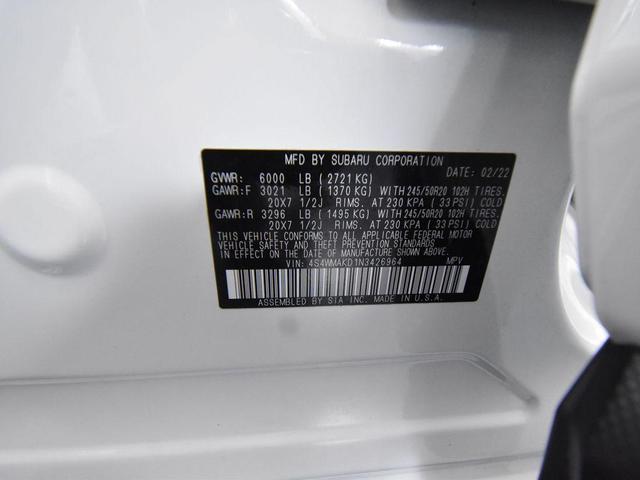 MFD BY SUBARU CORPORATION DATE: 02/22
GVWR: 6000 LB ( 2721 KG)
GAWR:F 3021 LB ( 1370 KG) WITH 245/50R20 102H TIRES.
20X7 1/2J RIMS. AT 230 KPA ( 33 PSI) COLD
GAWR:R 3296 LB ( 1495 KG) WITH 245/50R20 102H TIRES.
20X7 1/2J RIMS. AT 230 KPA ( 33 PSI) COLD
THIS VEHICLE CONFORMS TO ALL APPLICABLE FEDERAL MOTOR
VEHICLE SAFETY AND THEFT PREVENTION STANDARDS
IN EFFECT ON THE DATE OF MANUFACTURE SHOWN ABOVE.
VIN: 4S4WMAKD1N3426964 MPV
ASSEMBLED BY SIA INC. MADE IN U.S.A.